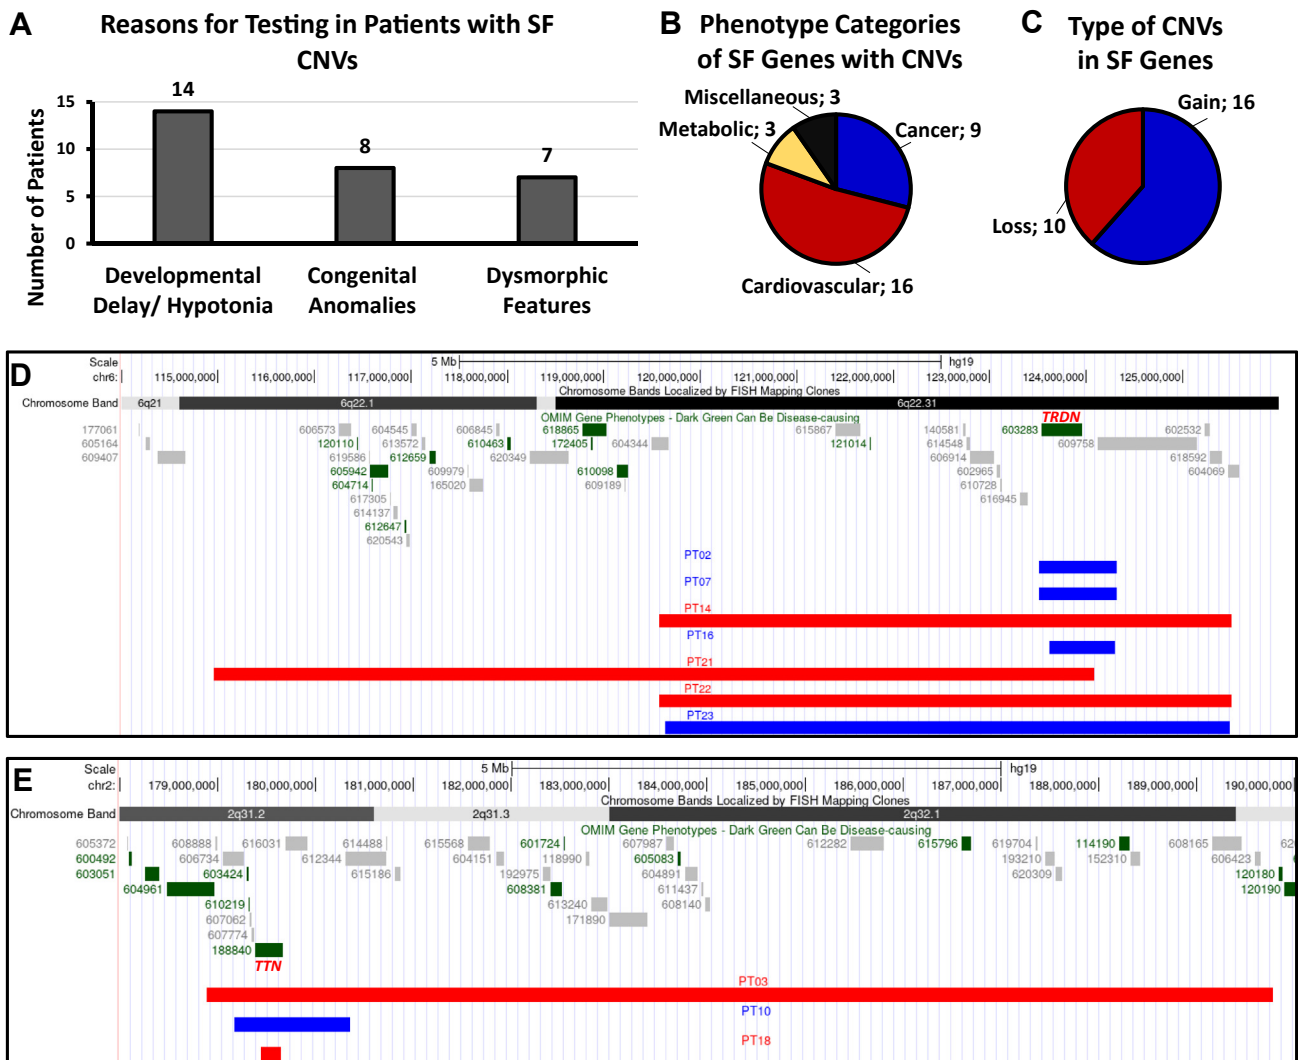 A
Reasons for Testing in Patients with SF
CNVs
Number of Patients
15
10
5
0
14
8
7
Developmental
Delay/ Hypotonia
Congenital
Anomalies
Dysmorphic
Features
B
Phenotype Categories
of SF Genes with CNVs
Miscellaneous; 3
Metabolic; 3
Cancer; 9
Cardiovascular; 16
C
Type of CNVs
in SF Genes
Gain; 16
Loss; 10
D
Scale 5 Mb hg19
chr6: 115,000,000 116,000,000 117,000,000 118,000,000 119,000,000 120,000,000 121,000,000 122,000,000 123,000,000 124,000,000 125,000,000
Chromosome Bands Localized by FISH Mapping Clones
Chromosome Band 6q21 6q22.1 6q22.31
OMIM Gene Phenotypes - Dark Green Can Be Disease-causing
TRDN
177061 606573 604545 606845 618865 615867 140581 603283 602532
605164 120110 613572 610463 172405 604344 121014 614548 609758
609407 619586 612659 620349 606914 618592
605942 609979 610098 602965 604069
604714 165020 609189 610728
617305 616945
614137
612647
620543
PT02
PT07
PT14
PT16
PT21
PT22
PT23
E
Scale 5 Mb hg19
chr2: 179,000,000 180,000,000 181,000,000 182,000,000 183,000,000 184,000,000 185,000,000 186,000,000 187,000,000 188,000,000 189,000,000 190,000,000
Chromosome Bands Localized by FISH Mapping Clones
Chromosome Band 2q31.2 2q31.3 2q32.1
OMIM Gene Phenotypes - Dark Green Can Be Disease-causing
605372 608888 616031 614488 615568 601724 607987 612282 615796 619704 114190 608165
600492 606734 612344 604151 118990 605083 193210 152310 606423
603051 603424 615186 192975 604891 620309 120180
604961 608381 611437 120190
610219 613240 608140
607062 171890
607774
188840
TTN
PT03
PT10
PT18